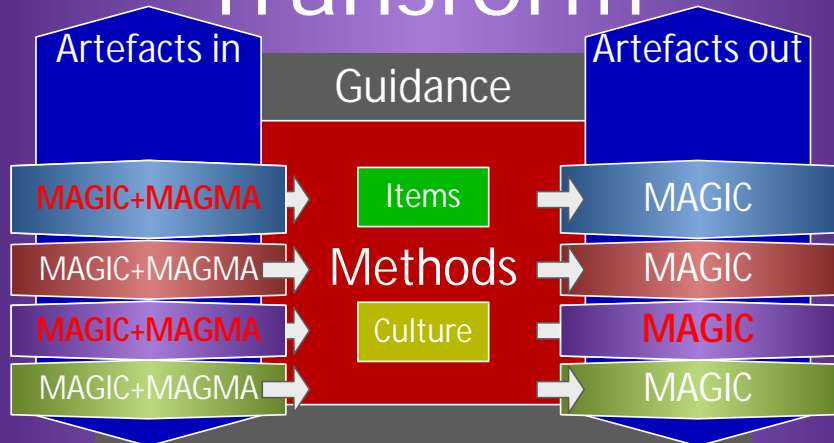 Transform
Artefacts in
Guidance
Artefacts out
MAGIC+MAGMA
Items
MAGIC
MAGIC+MAGMA
Methods
MAGIC
MAGIC+MAGMA
Culture
MAGIC
MAGIC+MAGMA
MAGIC